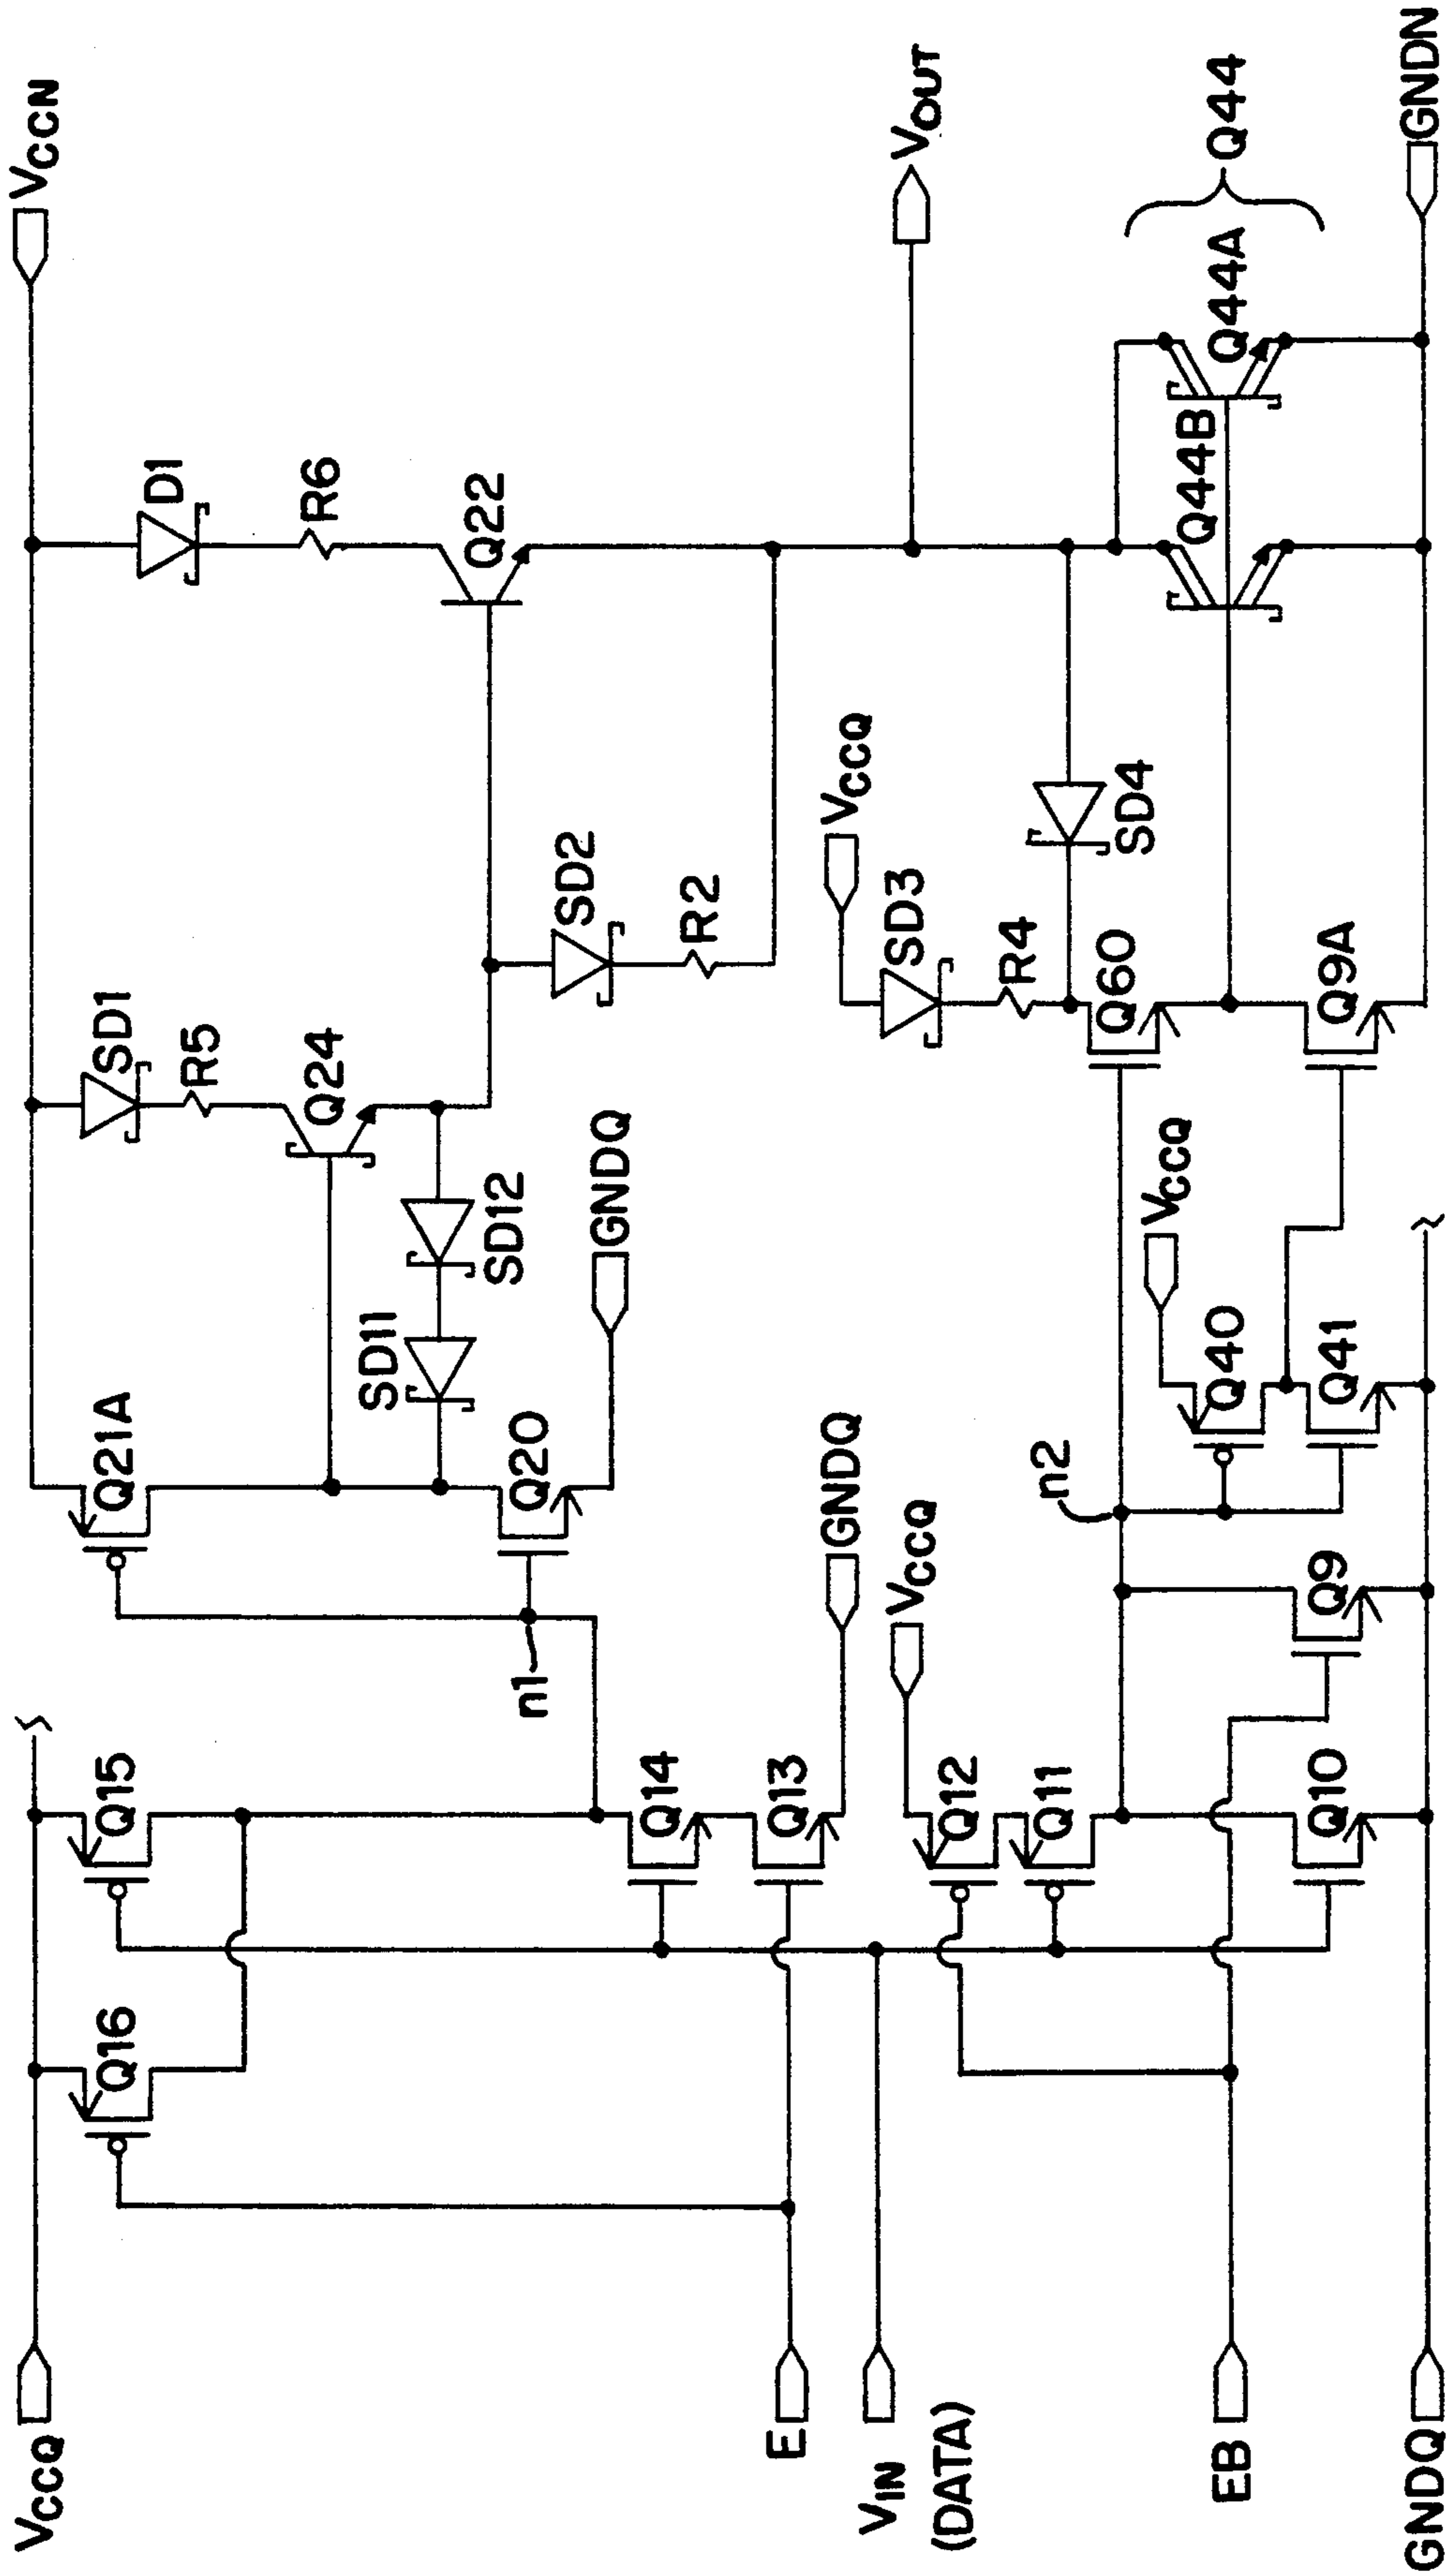 VCCQ
VCCN
Q16
Q15
Q21A
SD1
R5
Q24
D1
R6
Q22
n1
Q20
SD11
SD12
GNDQ
SD2
R2
Q14
Q13
GNDQ
E
VIN
(DATA)
VCCQ
SD3
R4
SD4
VOUT
VCCQ
Q12
Q11
n2
Q60
VCCQ
Q44B
Q44A
Q44
EB
Q10
Q9
Q40
Q41
Q9A
GNDQ
GNDN